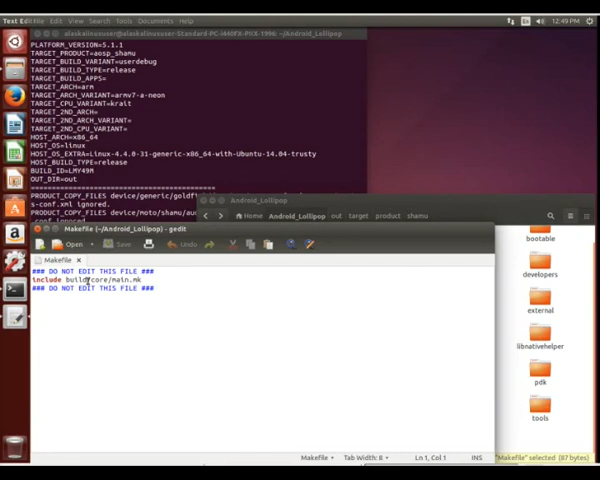 Text Ed File Edit View Search Tools Documents Help
En
12:49 PM
alaskalinuxuser@alaskalinuxuser-Standard-PC-i440FX-PIIX-1996: ~/Android_Lollipop
PLATFORM_VERSION=5.1.1
TARGET_PRODUCT=aosp_shamu
TARGET_BUILD_VARIANT=userdebug
TARGET_BUILD_TYPE=release
TARGET_BUILD_APPS=
TARGET_ARCH=arm
TARGET_ARCH_VARIANT=armv7-a-neon
TARGET_CPU_VARIANT=krait
TARGET_2ND_ARCH=
TARGET_2ND_ARCH_VARIANT=
TARGET_2ND_CPU_VARIANT=
HOST_ARCH=x86_64
HOST_OS=linux
HOST_OS_EXTRA=Linux-4.4.0-31-generic-x86_64-with-Ubuntu-14.04-trusty
HOST_BUILD_TYPE=release
BUILD_ID=LMY49M
OUT_DIR=out
============================================
PRODUCT_COPY_FILES device/generic/goldfi
s-conf.xml ignored.
PRODUCT_COPY_FILES device/moto/shamu/au
Android_Lollipop
Home Android_Lollipop out target product shamu
Makefile (~/Android_Lollipop) - gedit
Open Save Undo
Makefile
### DO NOT EDIT THIS FILE ###
include build/core/main.mk
### DO NOT EDIT THIS FILE ###
bootable
developers
external
libnativehelper
pdk
tools
Makefile Tab Width: 8 Ln 1, Col 1 INS
"Makefile" selected (87 bytes)